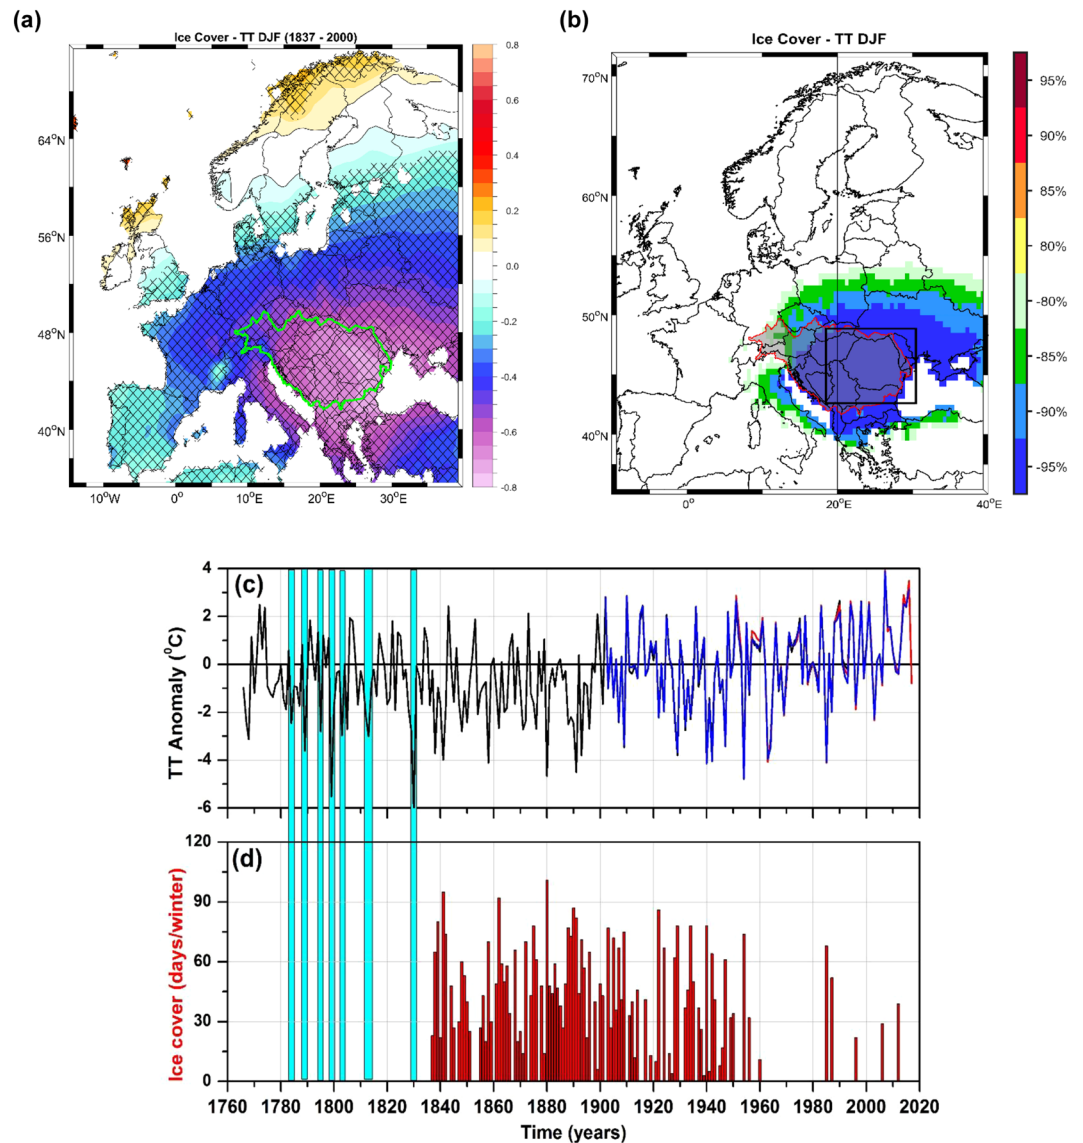 (a)
Ice Cover - TT DJF (1837 - 2000)
64°N
56°N
48°N
40°N
10°W
0°
10°E
20°E
30°E
0.8
0.6
0.4
0.2
0.0
-0.2
-0.4
-0.6
-0.8
(b)
Ice Cover - TT DJF
70°N
60°N
50°N
40°N
0°
20°E
40°E
95%
90%
85%
80%
-80%
-85%
-90%
-95%
(c)
TT Anomaly (⁰C)
4
2
0
-2
-4
-6
(d)
Ice cover (days/winter)
120
90
60
30
0
1760 1780 1800 1820 1840 1860 1880 1900 1920 1940 1960 1980 2000 2020
Time (years)